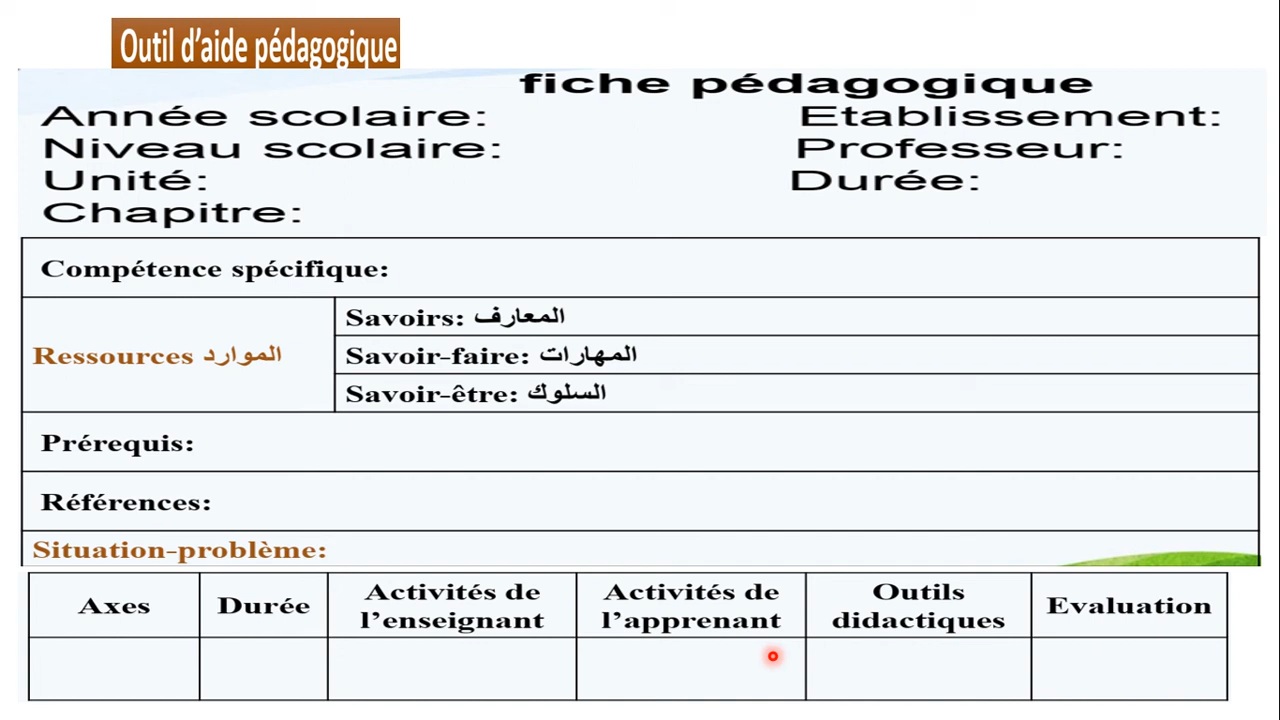 Outil d’aide pédagogique
fiche pédagogique
Année scolaire: Etablissement:
Niveau scolaire: Professeur:
Unité: Durée:
Chapitre:
Compétence spécifique:
Ressources الموارد
Savoirs: المعارف
Savoir-faire: المهارات
Savoir-être: السلوك
Prérequis:
Références:
Situation-problème:
Axes
Durée
Activités de
l’enseignant
Activités de
l’apprenant
Outils
didactiques
Evaluation